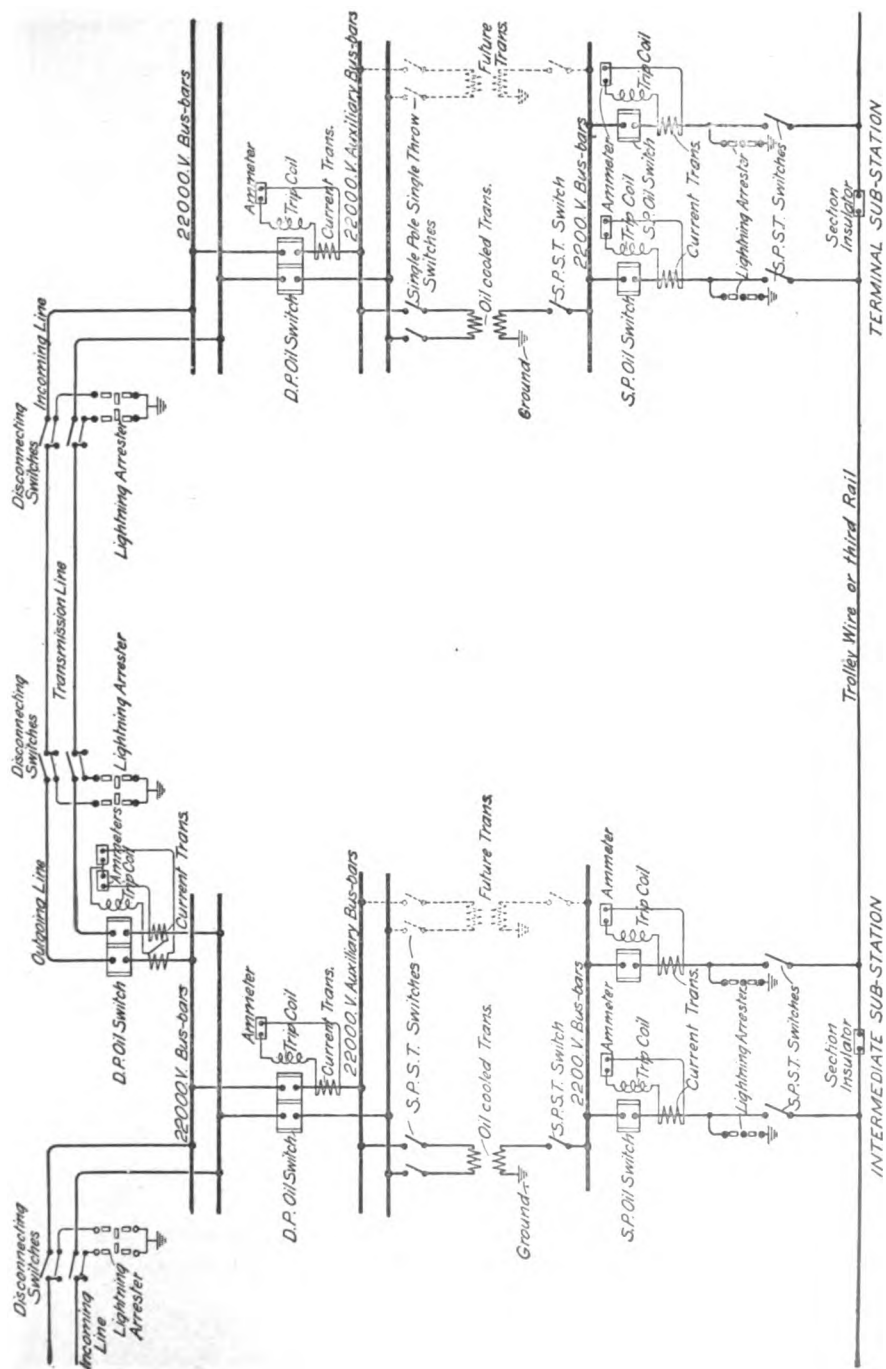 Disconnecting
Switches
Incoming
Line
Lightning
Arrester
Outgoing Line
Disconnecting
Switches
Transmission Line
Lightning Arrester
Disconnecting
Switches
Incoming Line
Lightning Arrester
D.P. Oil Switch
Ammeters
Trip Coil
Current Trans.
22000.V. Bus-bars
D.P. Oil Switch
Ammeter
Trip Coil
Current Trans.
22000.V Auxiliary Bus-bars
S.P.S.T. Switches
Oil cooled Trans.
Future Trans.
Ground
S.P.S.T. Switch
2200.V. Bus-bars
S.P. Oil Switch
Ammeter
Trip Coil
Current Trans.
Ammeter
Trip Coil
Lightning Arrester
S.P.S.T. Switches
Section
Insulator
INTERMEDIATE SUB-STATION
22000.V. Bus-bars
D.P. Oil Switch
Ammeter
Trip Coil
Current Trans.
22000.V Auxiliary Bus-bars
Single Pole Single Throw
Switches
Oil cooled Trans.
Future
Trans.
Ground
S.P.S.T. Switch
2200.V. Bus-bars
S.P. Oil Switch
Ammeter
Trip Coil
S.P. Oil Switch
Current Trans.
Trip Coil
Lightning Arrester
S.P.S.T. Switches
Section
Insulator
Trolley Wire or third Rail
TERMINAL SUB-STATION